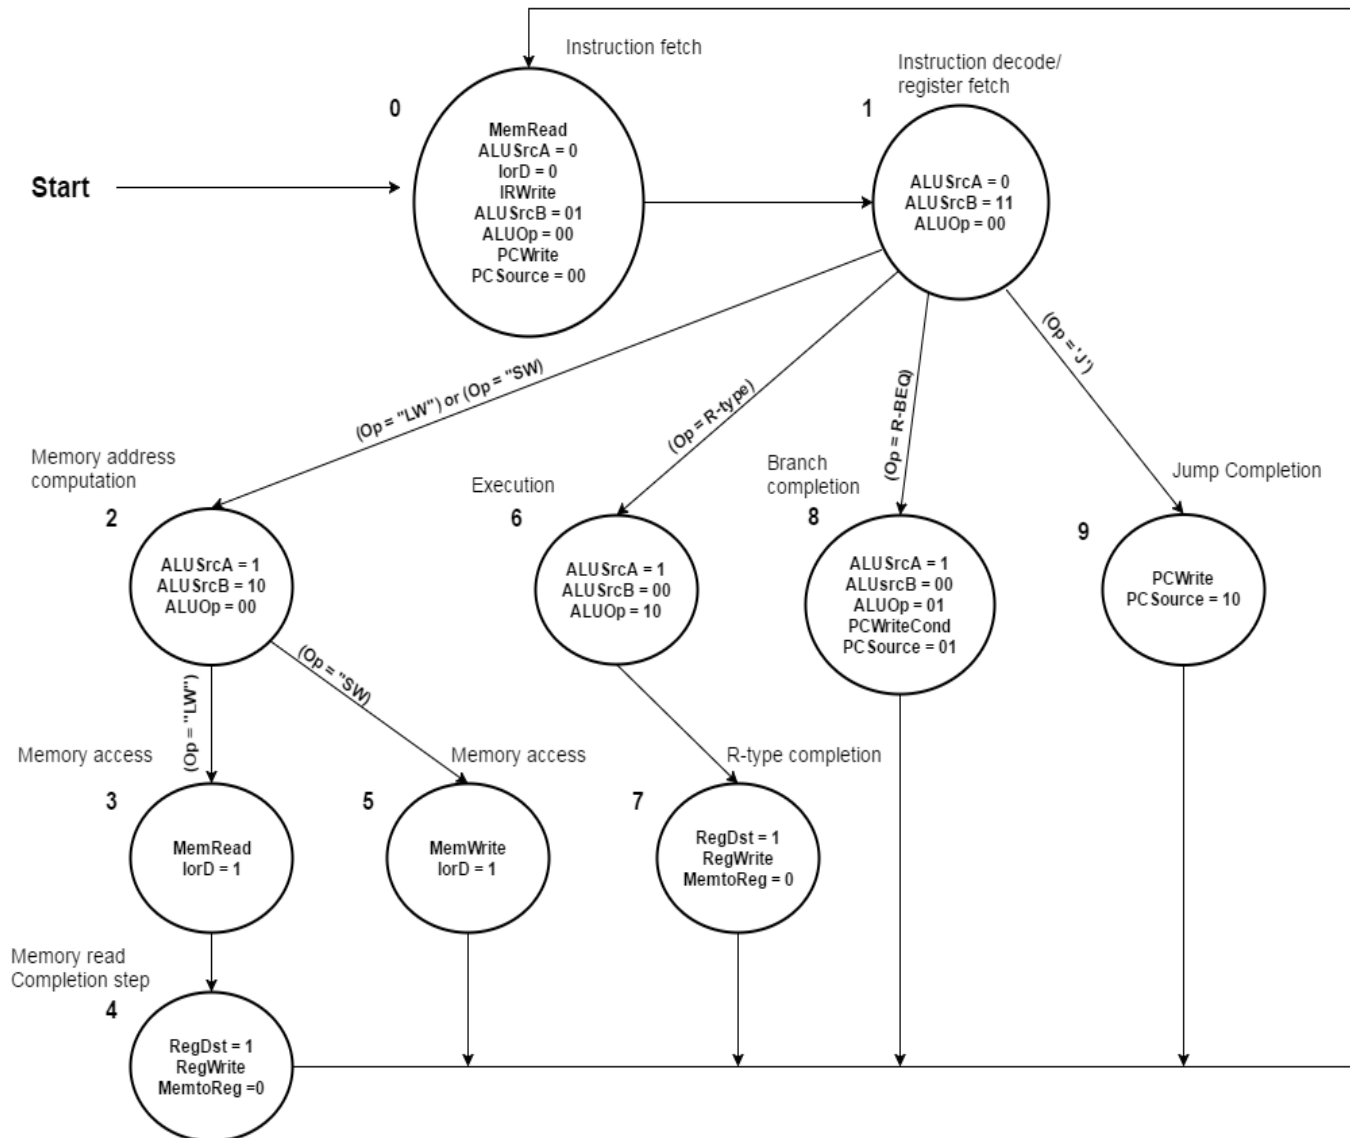 Instruction fetch
Instruction decode/
register fetch
0
1
Start
MemRead
ALUSrcA = 0
IorD = 0
IRWrite
ALUSrcB = 01
ALUOp = 00
PCWrite
PCSource = 00
ALUSrcA = 0
ALUSrcB = 11
ALUOp = 00
(Op = "LW") or (Op = "SW)
(Op = R-type)
(Op = R-BEQ)
(Op = 'J')
Memory address
computation
2
ALUSrcA = 1
ALUSrcB = 10
ALUOp = 00
Execution
6
ALUSrcA = 1
ALUSrcB = 00
ALUOp = 10
Branch
completion
8
ALUSrcA = 1
ALUsrcB = 00
ALUOp = 01
PCWriteCond
PCSource = 01
Jump Completion
9
PCWrite
PCSource = 10
(Op = "LW")
(Op = "SW)
Memory access
3
MemRead
IorD = 1
Memory access
5
MemWrite
IorD = 1
R-type completion
7
RegDst = 1
RegWrite
MemtoReg = 0
Memory read
Completion step
4
RegDst = 1
RegWrite
MemtoReg =0